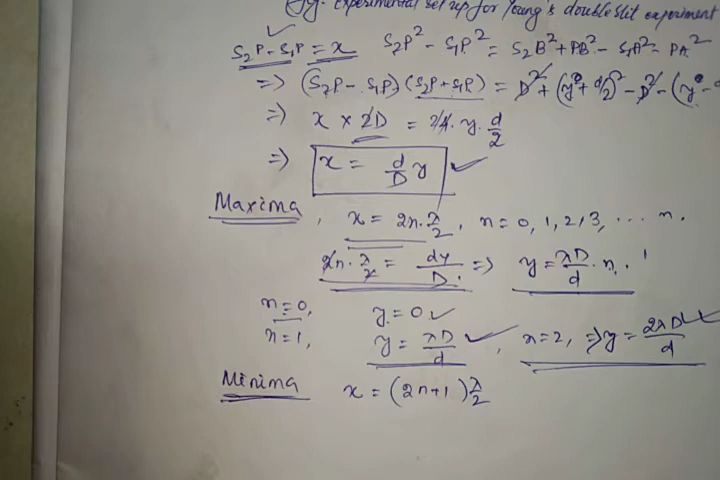 Fig. experimental set up for Young's double slit experiment
S₂P - S₁P = x S₂P² - S₁P² = S₂B² + PB² - S₁A² - PA²
=> (S₂P - S₁P) (S₂P + S₁P) = D² + (y + d/2)² - D² - (y -
=> x × 2D = 2/4. y. d/2
=> x = d/D y
Maxima, x = 2n. λ/2, n = 0, 1, 2, 3, ... n.
2n. λ/2 = dy/D. => y = λD/d. n,.
n=0, y = 0.
n=1, y = λD/d, n=2, => y = 2λD/d
Minima x = (2n+1) λ/2